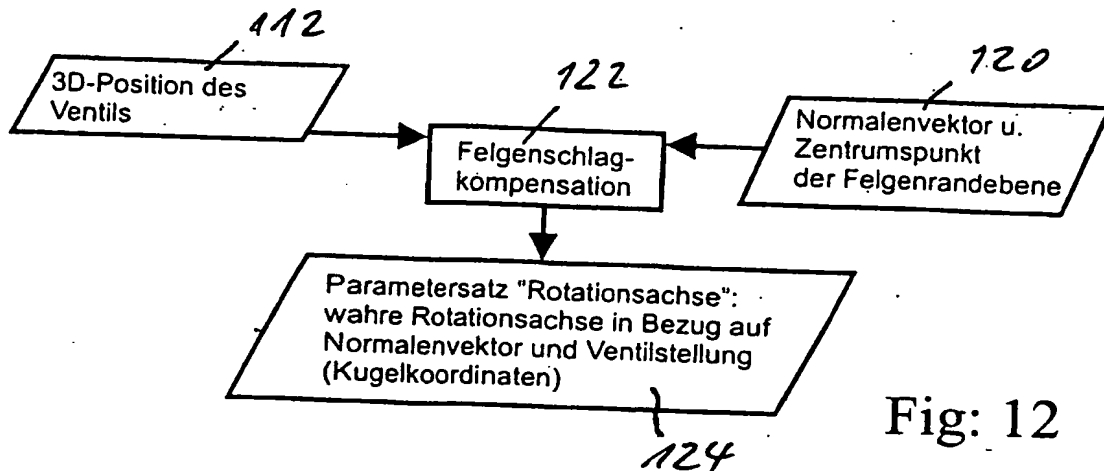 112
3D-Position des
Ventils
122
Felgenschlag-
kompensation
120
Normalenvektor u.
Zentrumspunkt
der Felgenrandebene
Parametersatz "Rotationsachse":
wahre Rotationsachse in Bezug auf
Normalenvektor und Ventilstellung
(Kugelkoordinaten)
124
Fig: 12